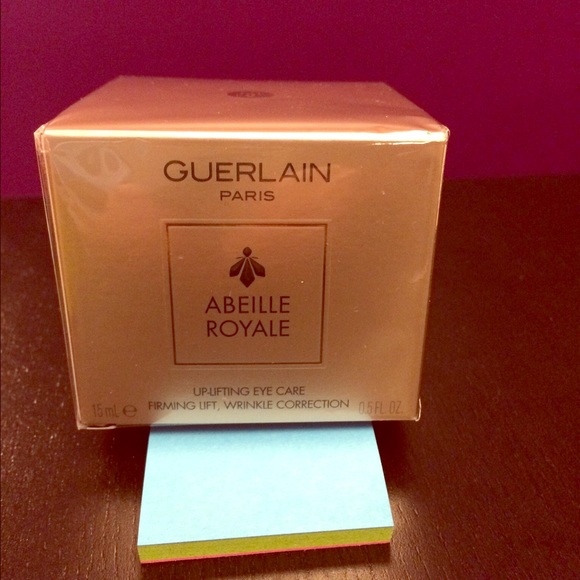 GUERLAIN
PARIS
ABEILLE
ROYALE
UP-LIFTING EYE CARE
15 mL ℮ FIRMING LIFT, WRINKLE CORRECTION 0.5 FL. OZ.